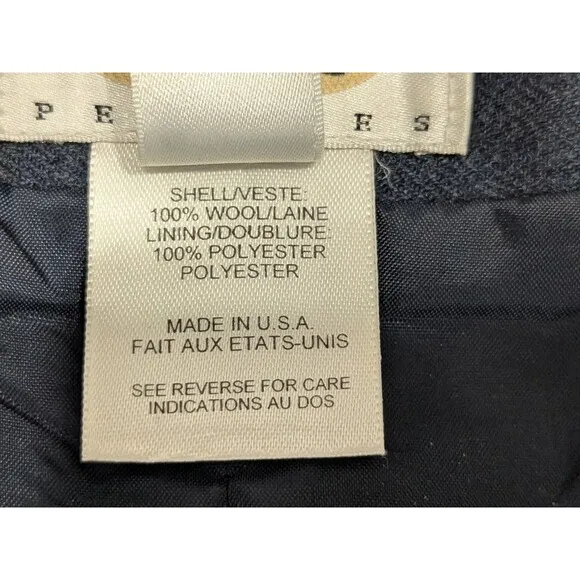 P E E S
SHELL/VESTE:
100% WOOL/LAINE
LINING/DOUBLURE:
100% POLYESTER
POLYESTER
MADE IN U.S.A.
FAIT AUX ETATS-UNIS
SEE REVERSE FOR CARE
INDICATIONS AU DOS